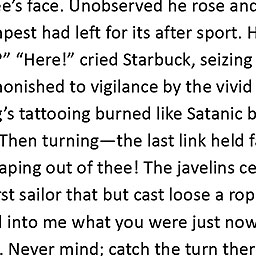 ee’s face. Unobserved he rose and
npest had left for its after sport. H
?” “Here!” cried Starbuck, seizing
nonished to vigilance by the vivid
g’s tattooing burned like Satanic b
Then turning—the last link held fa
aping out of thee! The javelins ce
rst sailor that but cast loose a rop
l into me what you were just now
. Never mind; catch the turn ther